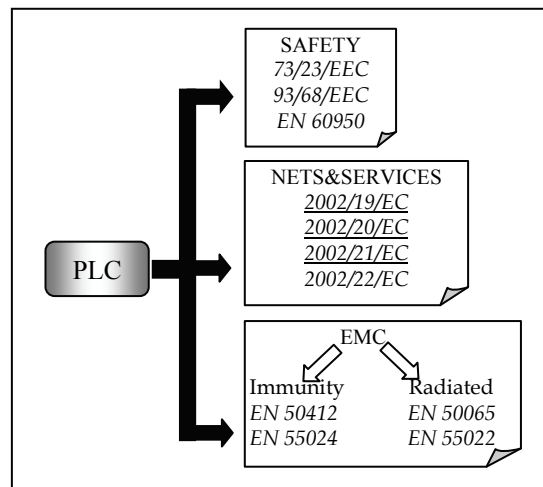 SAFETY
73/23/EEC
93/68/EEC
EN 60950
NETS&SERVICES
2002/19/EC
2002/20/EC
2002/21/EC
2002/22/EC
PLC
EMC
Immunity Radiated
EN 50412 EN 50065
EN 55024 EN 55022